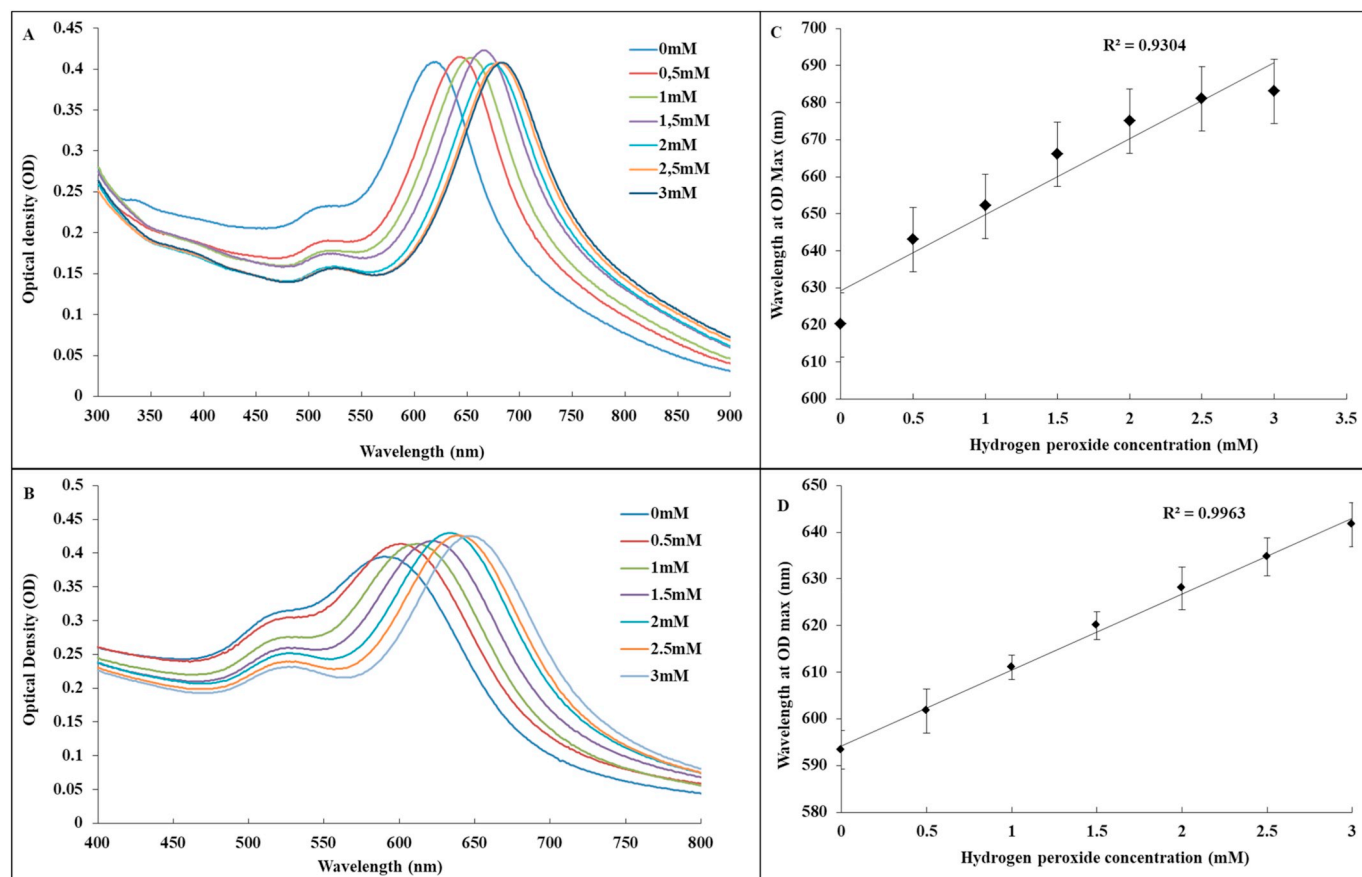 A
Optical density (OD)
0.45
0.4
0.35
0.3
0.25
0.2
0.15
0.1
0.05
0
300 350 400 450 500 550 600 650 700 750 800 850 900
Wavelength (nm)
0mM
0,5mM
1mM
1,5mM
2mM
2,5mM
3mM
C
R² = 0.9304
Wavelength at OD Max (nm)
700
690
680
670
660
650
640
630
620
610
600
0 0.5 1 1.5 2 2.5 3 3.5
Hydrogen peroxide concentration (mM)
B
Optical Density (OD)
0.5
0.45
0.4
0.35
0.3
0.25
0.2
0.15
0.1
0.05
0
400 450 500 550 600 650 700 750 800
Wavelength (nm)
0mM
0.5mM
1mM
1.5mM
2mM
2.5mM
3mM
D
R² = 0.9963
Wavelength at OD max (nm)
650
640
630
620
610
600
590
580
0 0.5 1 1.5 2 2.5 3
Hydrogen peroxide concentration (mM)